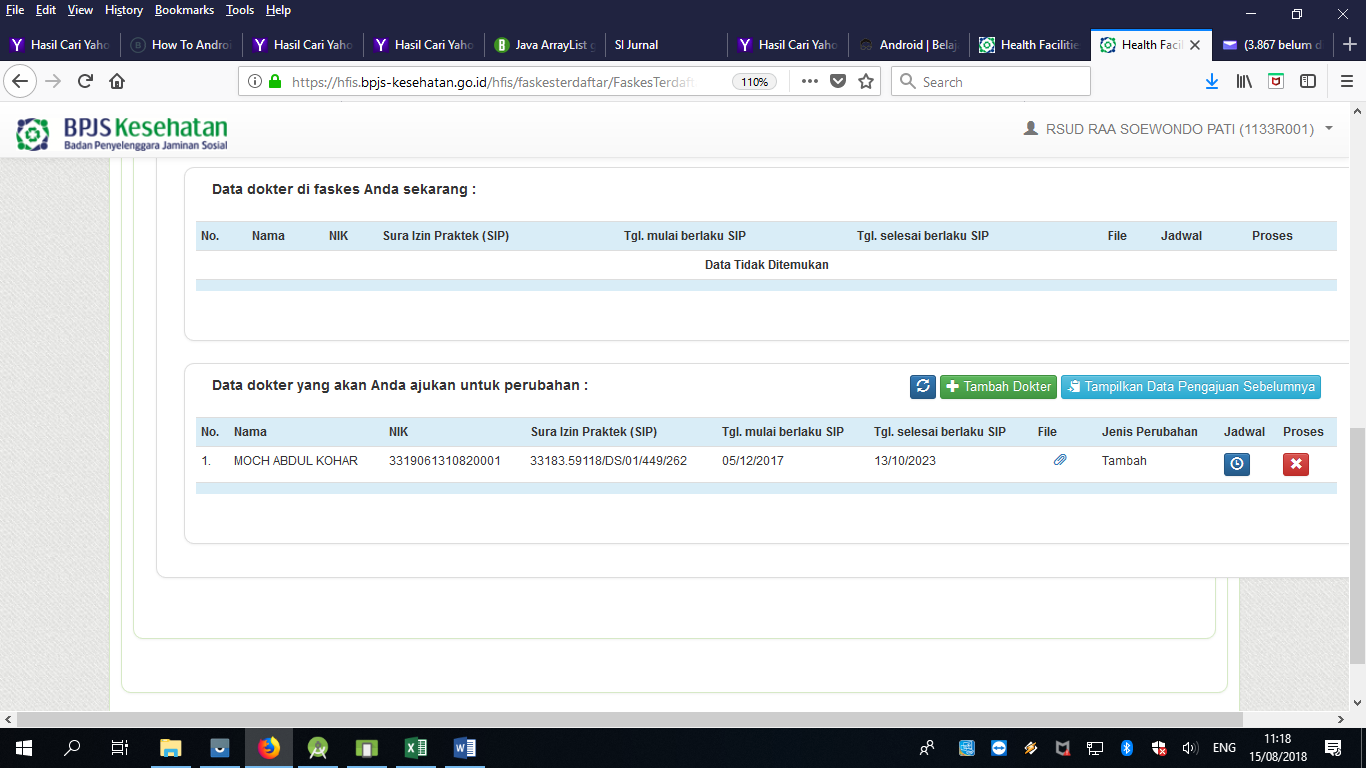 File Edit View History Bookmarks Tools Help
Hasil Cari Yaho
How To Androi
Hasil Cari Yaho
Hasil Cari Yaho
Java ArrayList
SI Jurnal
Hasil Cari Yaho
Android | Belaj
Health Facilitie
Health Facil
(3.867 belum d
https://hfis.bpjs-kesehatan.go.id/hfis/faskesterdaftar/FaskesTerdaft 110% Search
BPJS Kesehatan
Badan Penyelenggara Jaminan Sosial
RSUD RAA SOEWONDO PATI (1133R001)
Data dokter di faskes Anda sekarang :
No. Nama NIK Sura Izin Praktek (SIP) Tgl. mulai berlaku SIP Tgl. selesai berlaku SIP File Jadwal Proses
Data Tidak Ditemukan
Data dokter yang akan Anda ajukan untuk perubahan :
Tambah Dokter
Tampilkan Data Pengajuan Sebelumnya
No. Nama NIK Sura Izin Praktek (SIP) Tgl. mulai berlaku SIP Tgl. selesai berlaku SIP File Jenis Perubahan Jadwal Proses
1. MOCH ABDUL KOHAR 3319061310820001 33183.59118/DS/01/449/262 05/12/2017 13/10/2023 Tambah
ENG
11:18
15/08/2018